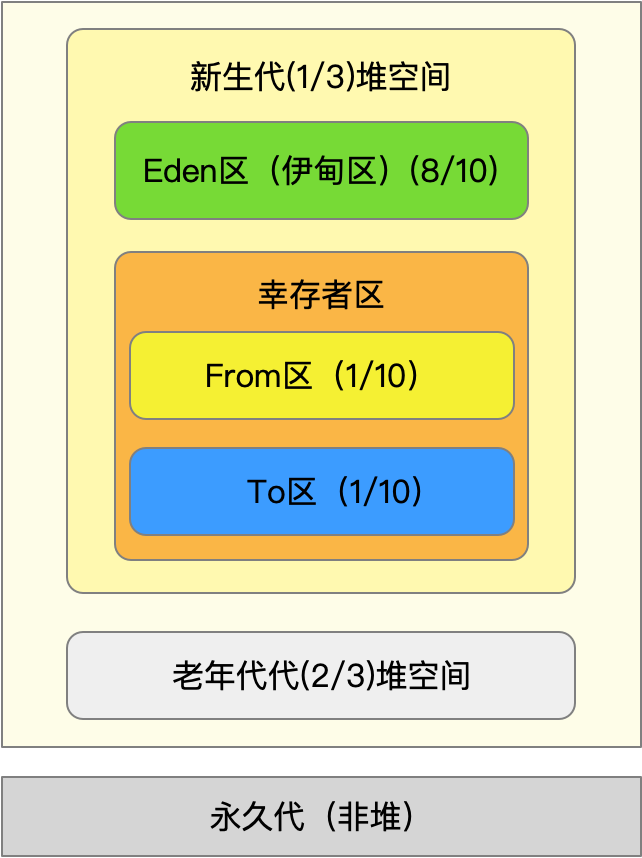 新生代(1/3)堆空间
Eden区（伊甸区）(8/10)
幸存者区
From区（1/10）
To区（1/10）
老年代代(2/3)堆空间
永久代（非堆）